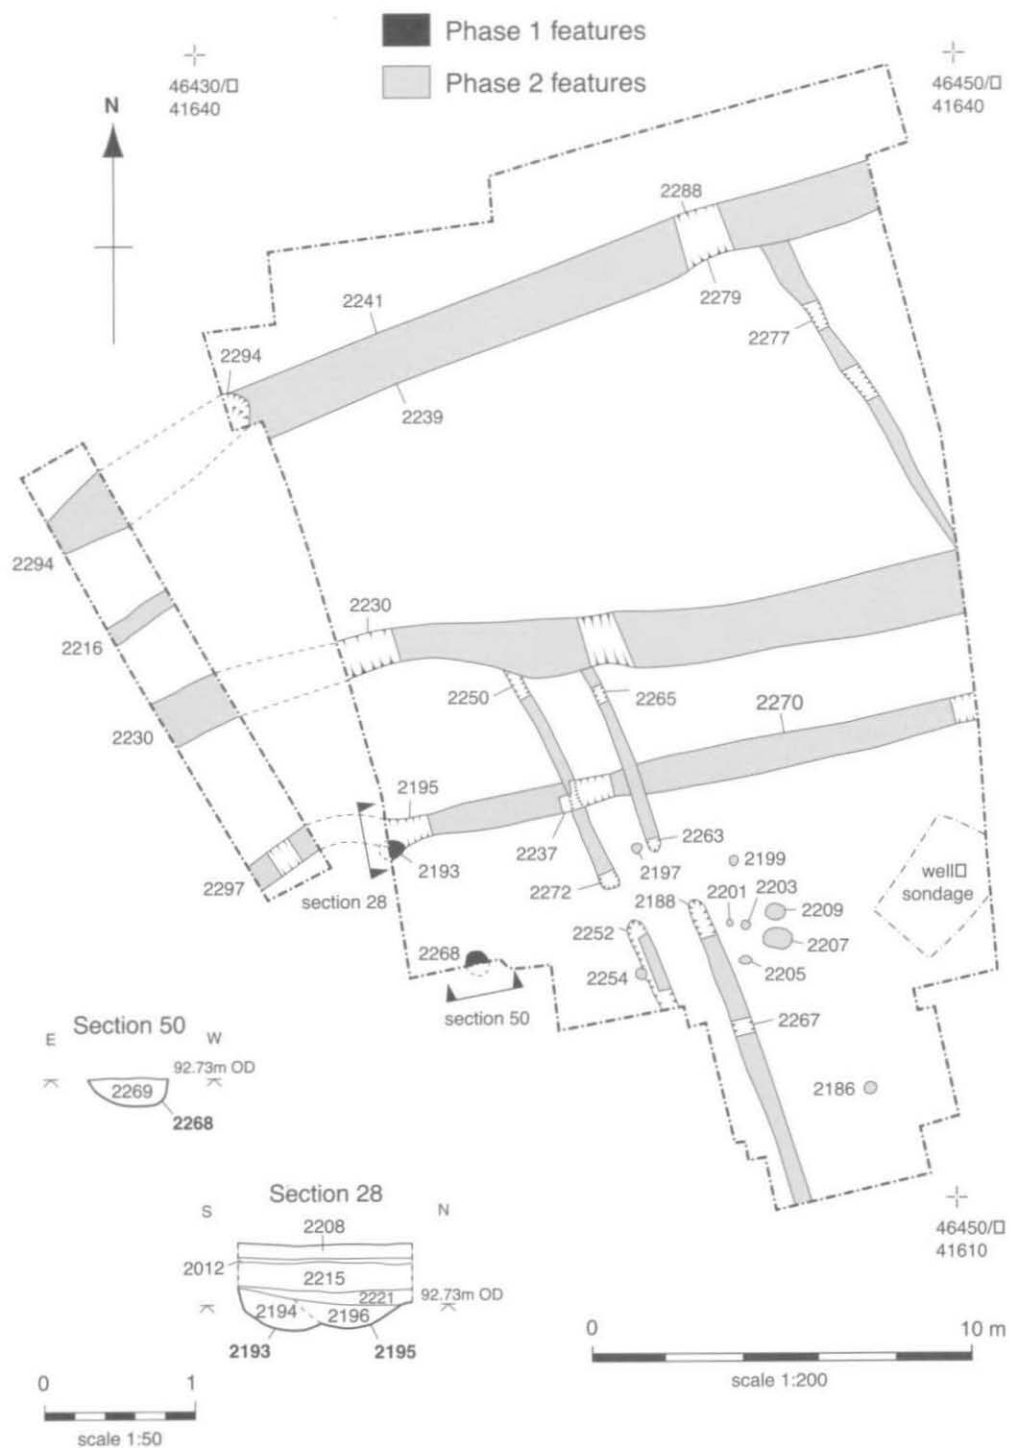 Phase 1 features
Phase 2 features
46430/□
41640
46450/□
41640
N
2288
2279
2241
2277
2294
2239
2294
2216
2230
2230
2250
2265
2270
2195
2237
2263
2193
2197
2199
2297
section 28
2272
2188
2201
2203
2209
well□
sondage
2252
2207
2268
2254
2205
section 50
2267
Section 50
E
W
92.73m OD
2269
2268
2186
Section 28
S
N
2208
2012
2215
2221
92.73m OD
2194
2196
2193
2195
46450/□
41610
0
10 m
scale 1:200
0
1
scale 1:50